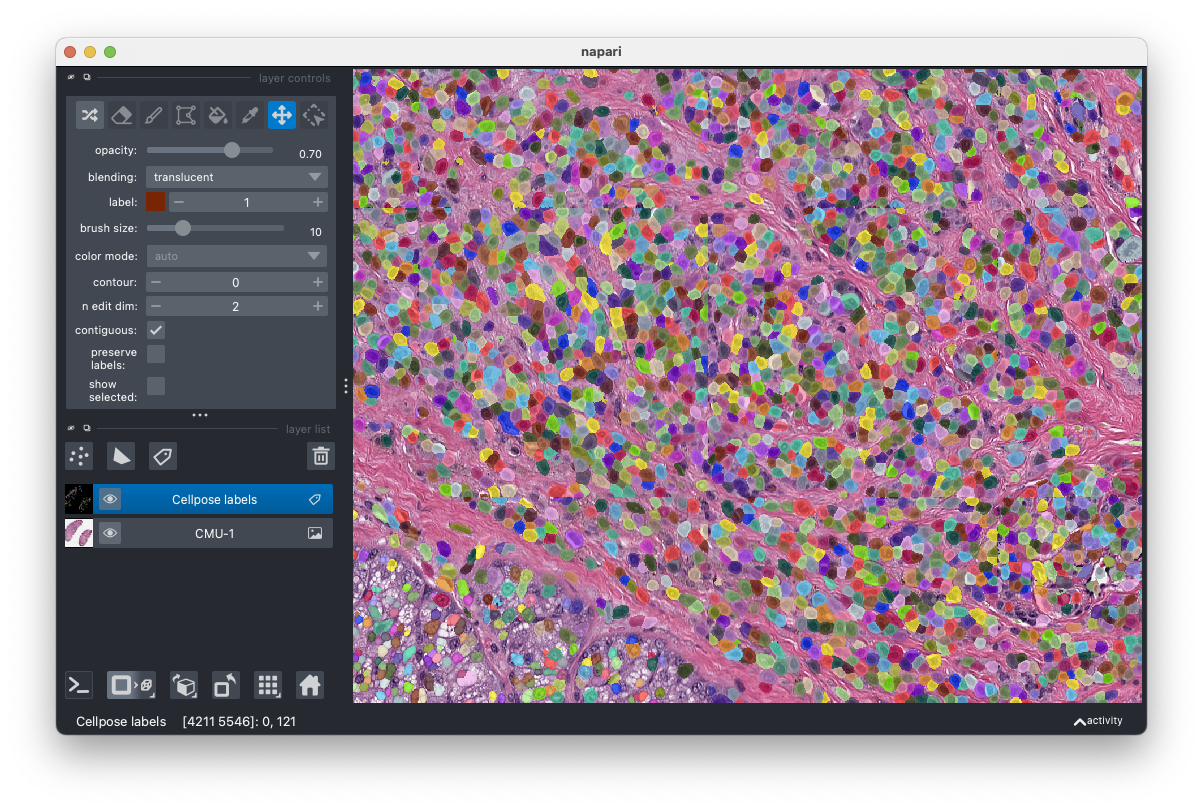 napari
layer controls
opacity: 0.70
blending: translucent
label: 1
brush size: 10
color mode: auto
contour: 0
n edit dim: 2
contiguous:
preserve
labels:
show
selected:
layer list
Cellpose labels
CMU-1
Cellpose labels [4211 5546]: 0, 121
activity